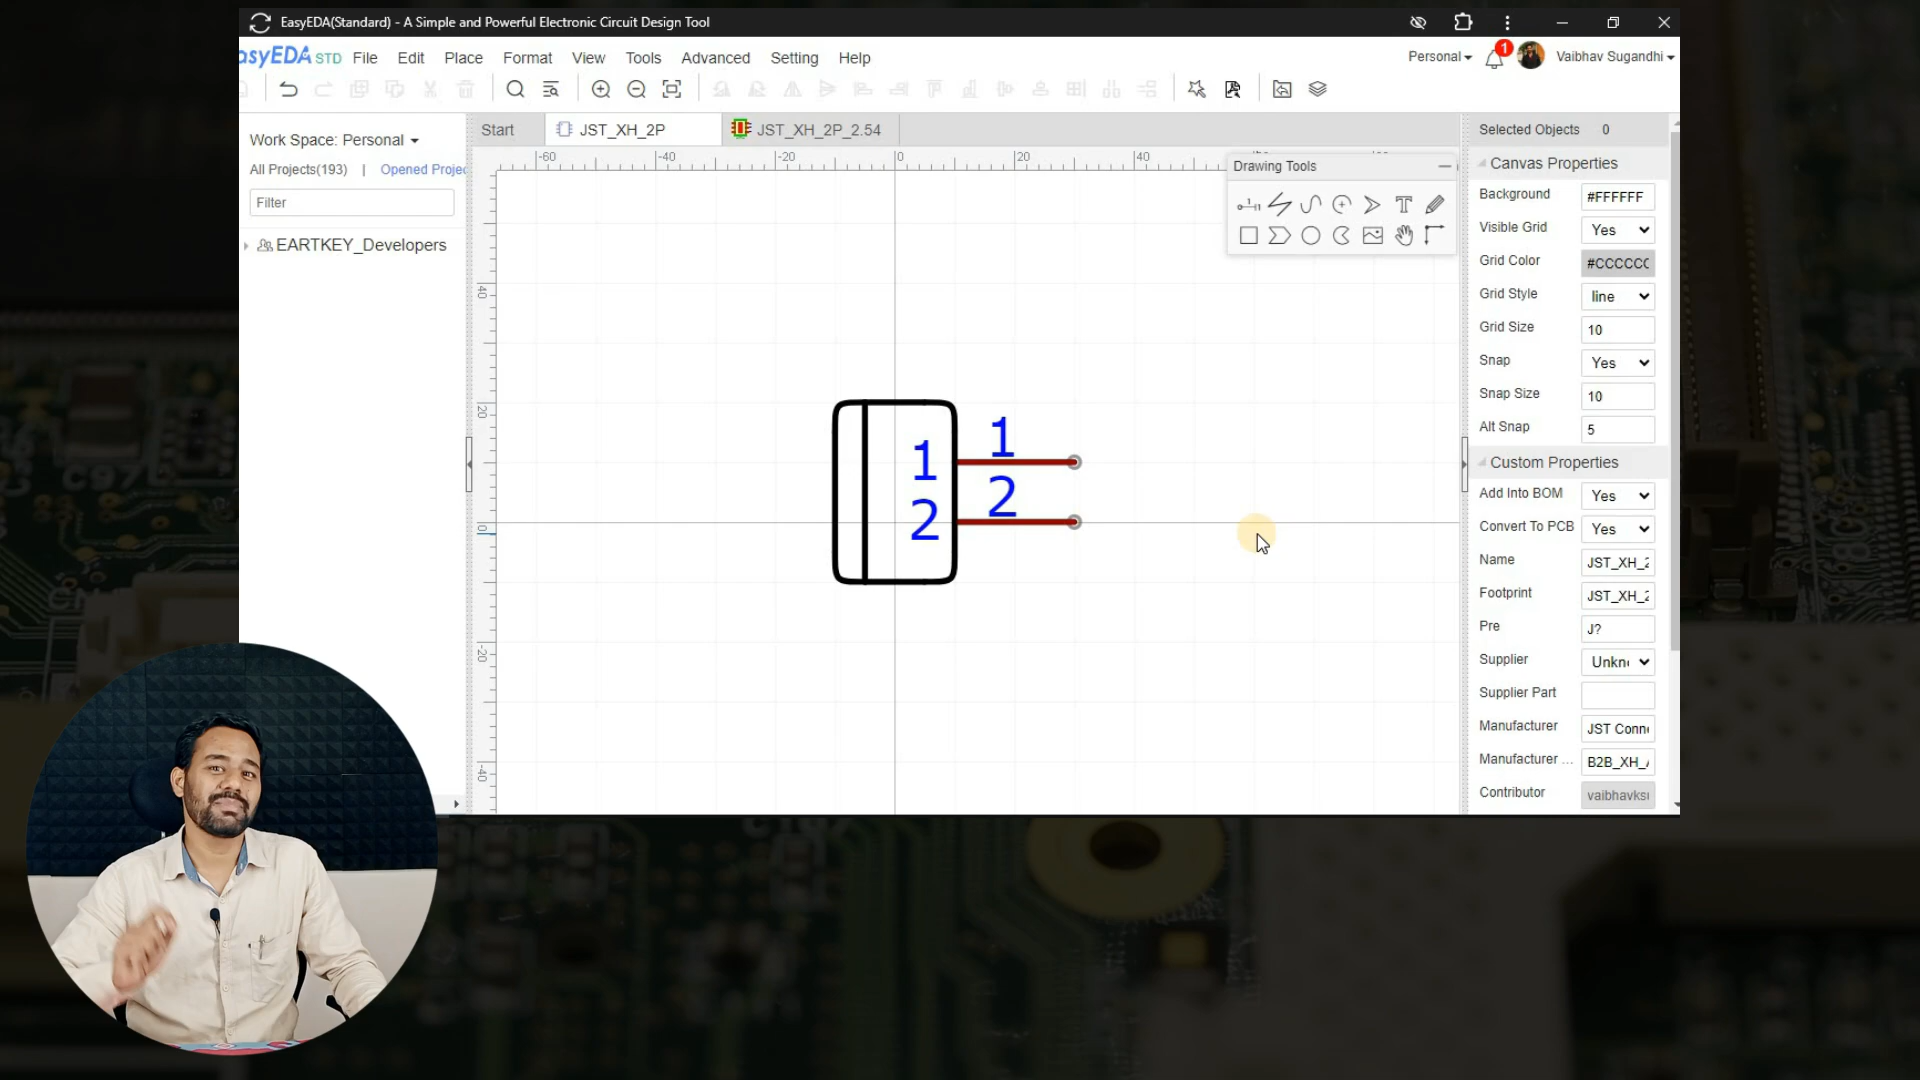 EasyEDA(Standard) - A Simple and Powerful Electronic Circuit Design Tool
asyEDA STD File Edit Place Format View Tools Advanced Setting Help
Personal 1 Vaibhav Sugandhi
Work Space: Personal
All Projects(193) | Opened Projec
Filter
EARTKEY_Developers
Start JST_XH_2P JST_XH_2P_2.54
-60 -40 -20 0 20 40
40
20
0
-20
-40
Drawing Tools
1 1
2 2
Selected Objects 0
Canvas Properties
Background #FFFFFF
Visible Grid Yes
Grid Color #CCCCCC
Grid Style line
Grid Size 10
Snap Yes
Snap Size 10
Alt Snap 5
Custom Properties
Add Into BOM Yes
Convert To PCB Yes
Name JST_XH_2
Footprint JST_XH_2
Pre J?
Supplier Unkn
Supplier Part
Manufacturer JST Conn
Manufacturer ... B2B_XH_
Contributor vaibhavks